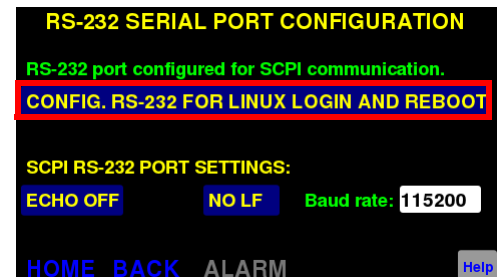 RS-232 SERIAL PORT CONFIGURATION
RS-232 port configured for SCPI communication.
CONFIG. RS-232 FOR LINUX LOGIN AND REBOOT
SCPI RS-232 PORT SETTINGS:
ECHO OFF NO LF Baud rate: 115200
HOME BACK ALARM Help